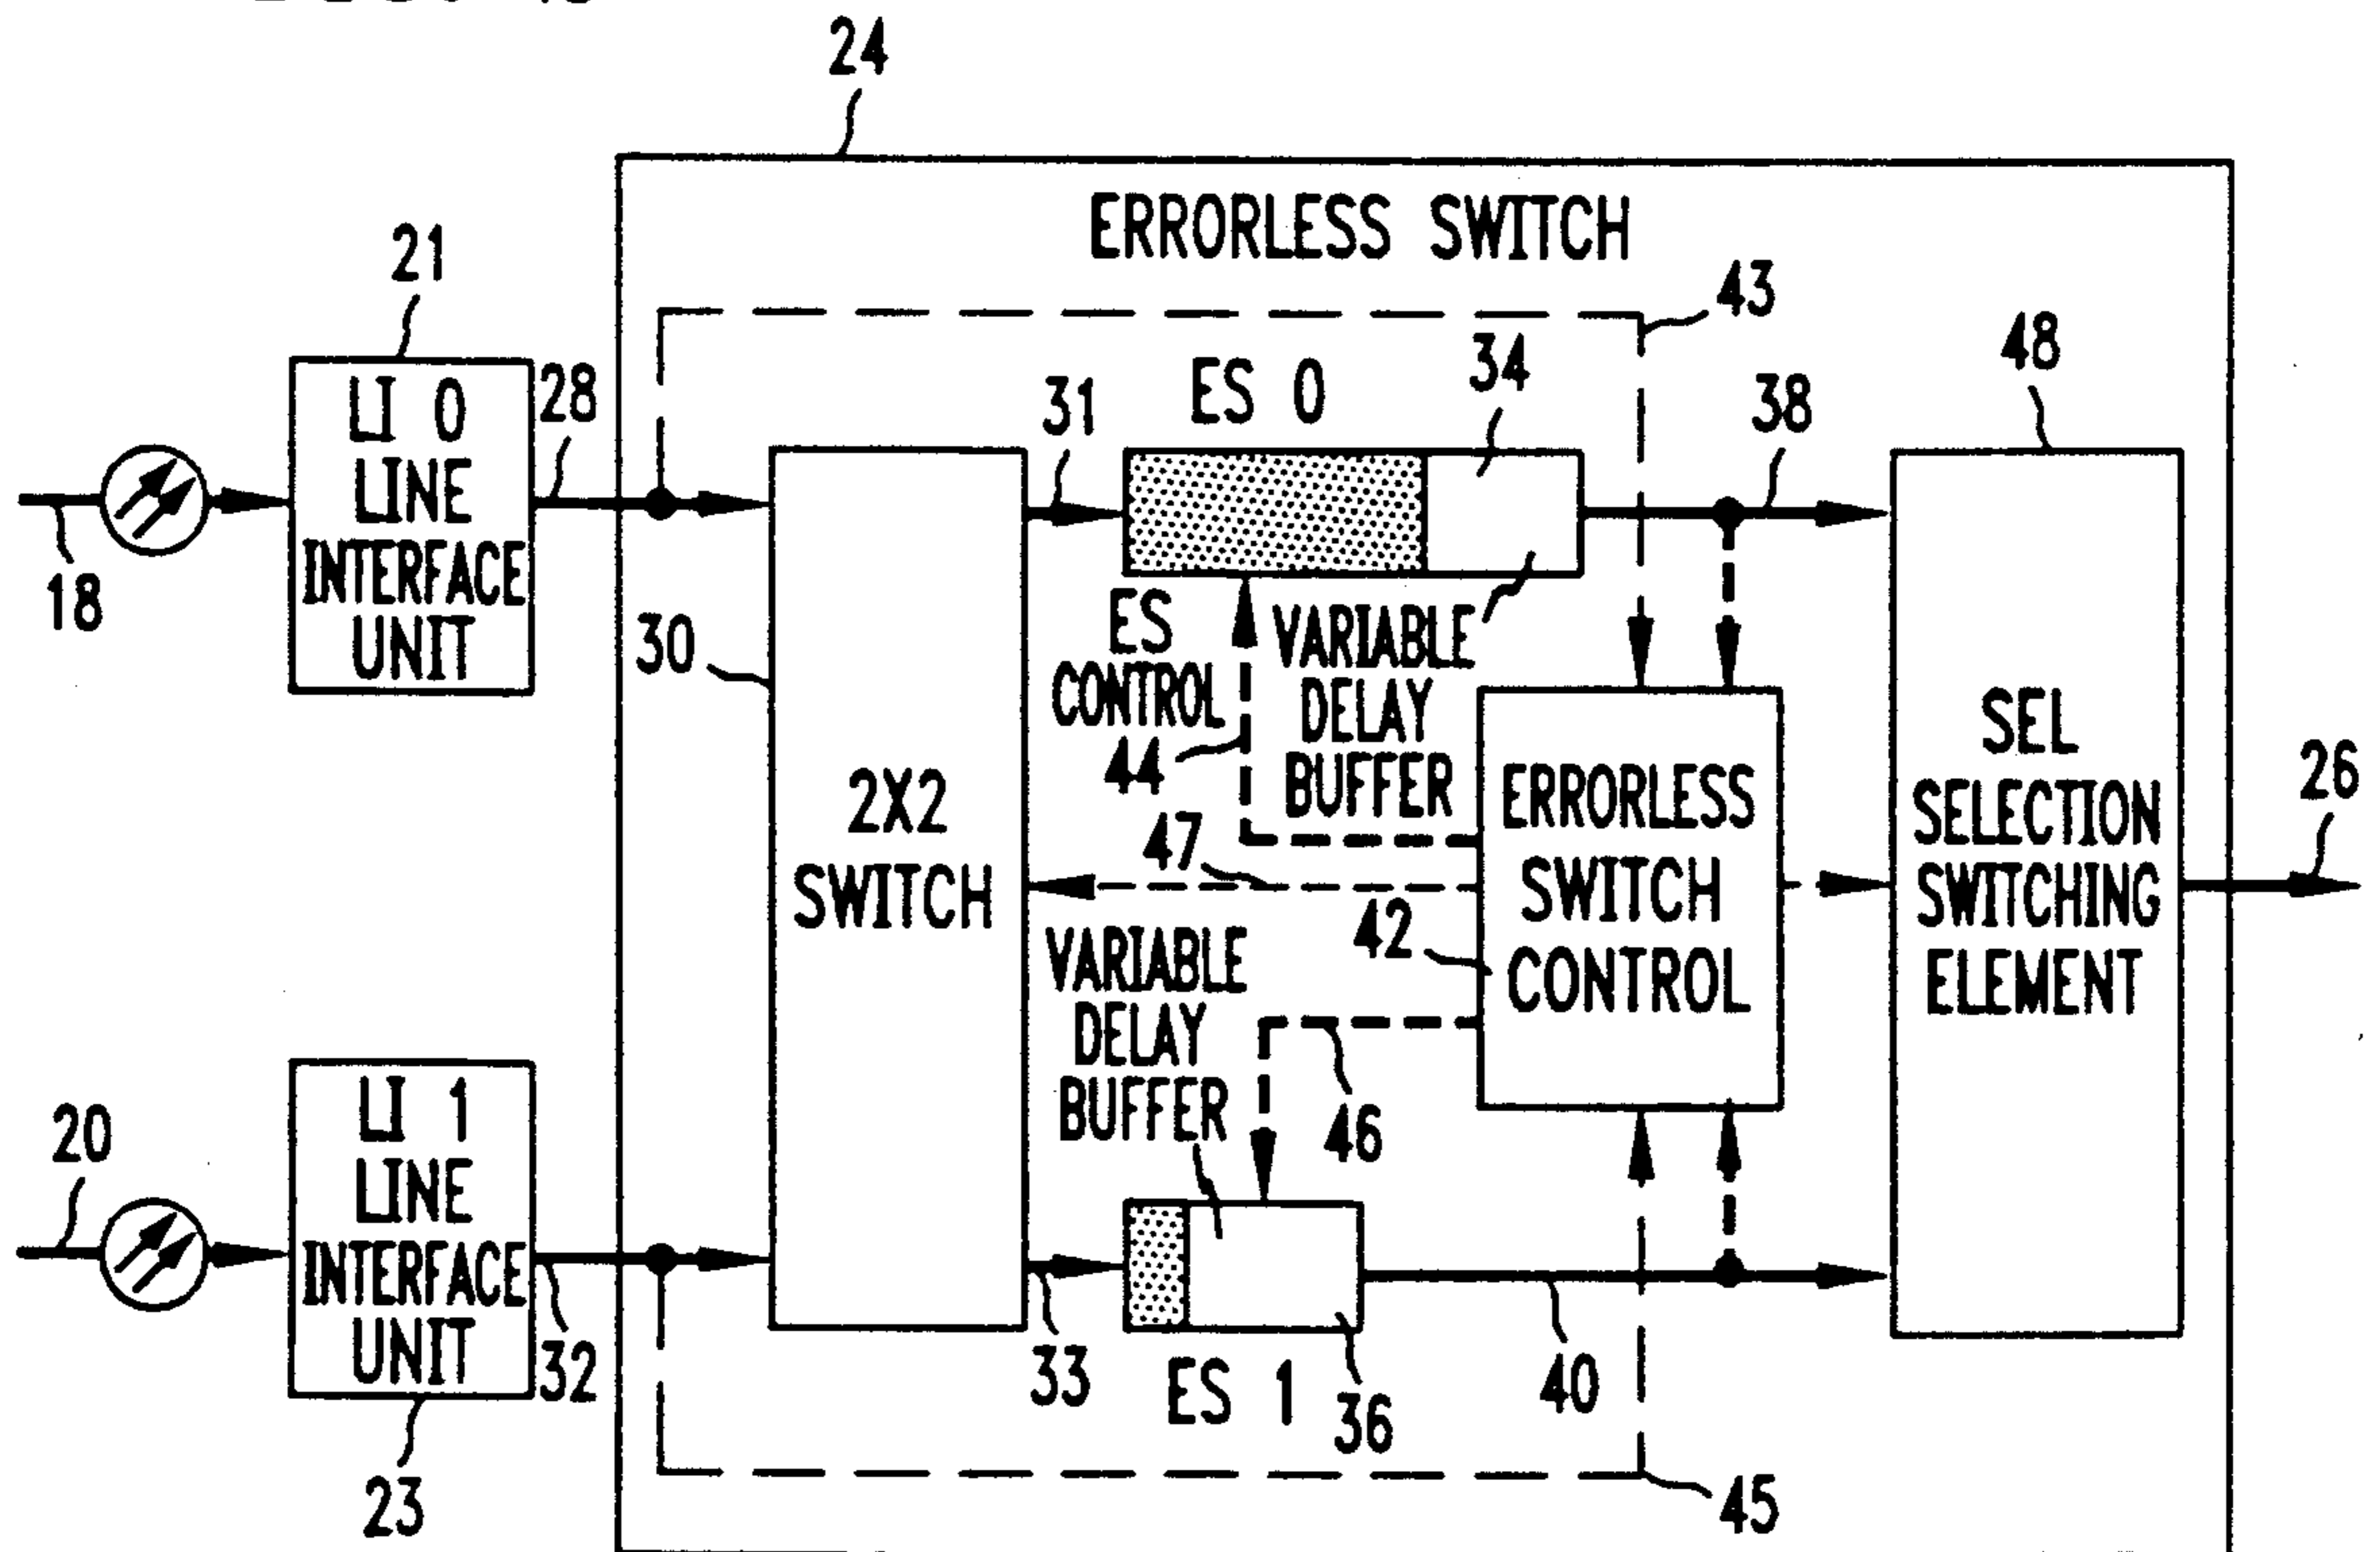 24
ERRORLESS SWITCH
21
43
LI 0
LINE
INTERFACE
UNIT
28
31
ES 0
34
38
48
18
30
ES
CONTROL
44
VARIABLE
DELAY
BUFFER
2X2
SWITCH
47
42
ERRORLESS
SWITCH
CONTROL
SEL
SELECTION
SWITCHING
ELEMENT
26
VARIABLE
DELAY
BUFFER
46
20
LI 1
LINE
INTERFACE
UNIT
32
33
ES 1
36
40
23
45